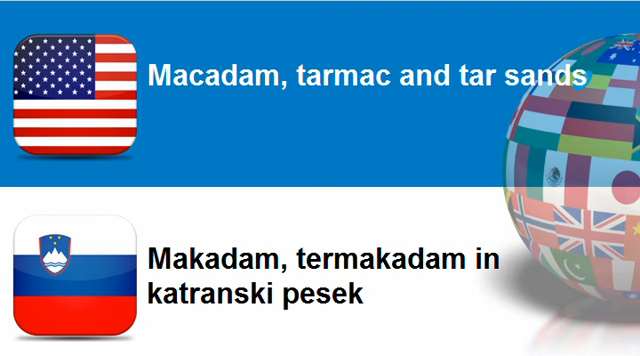 Macadam, tarmac and tar sands
Makadam, termakadam in
katranski pesek